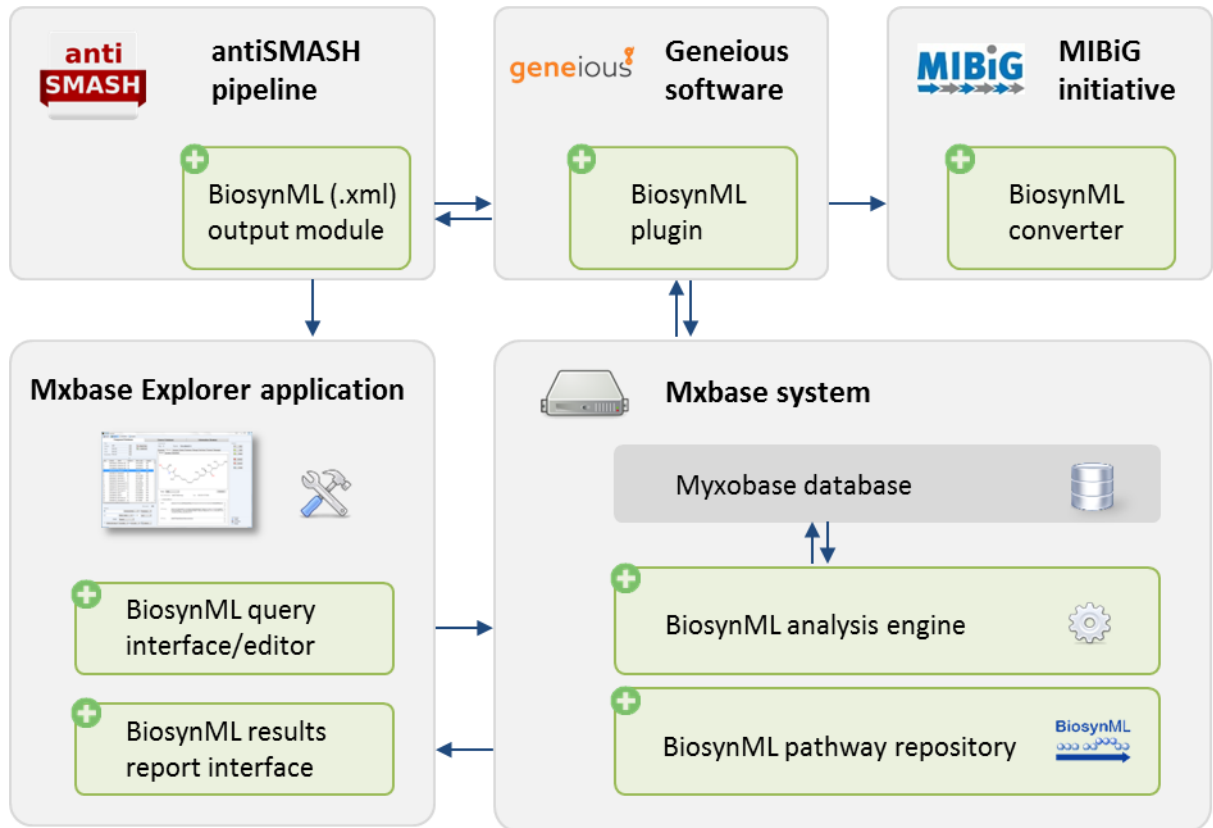 anti
SMASH
antiSMASH
pipeline
BiosynML (.xml)
output module
geneious
Geneious
software
BiosynML
plugin
MIBiG
MIBiG
initiative
BiosynML
converter
Mxbase Explorer application
BiosynML query
interface/editor
BiosynML results
report interface
Mxbase system
Myxobase database
BiosynML analysis engine
BiosynML pathway repository
BiosynML